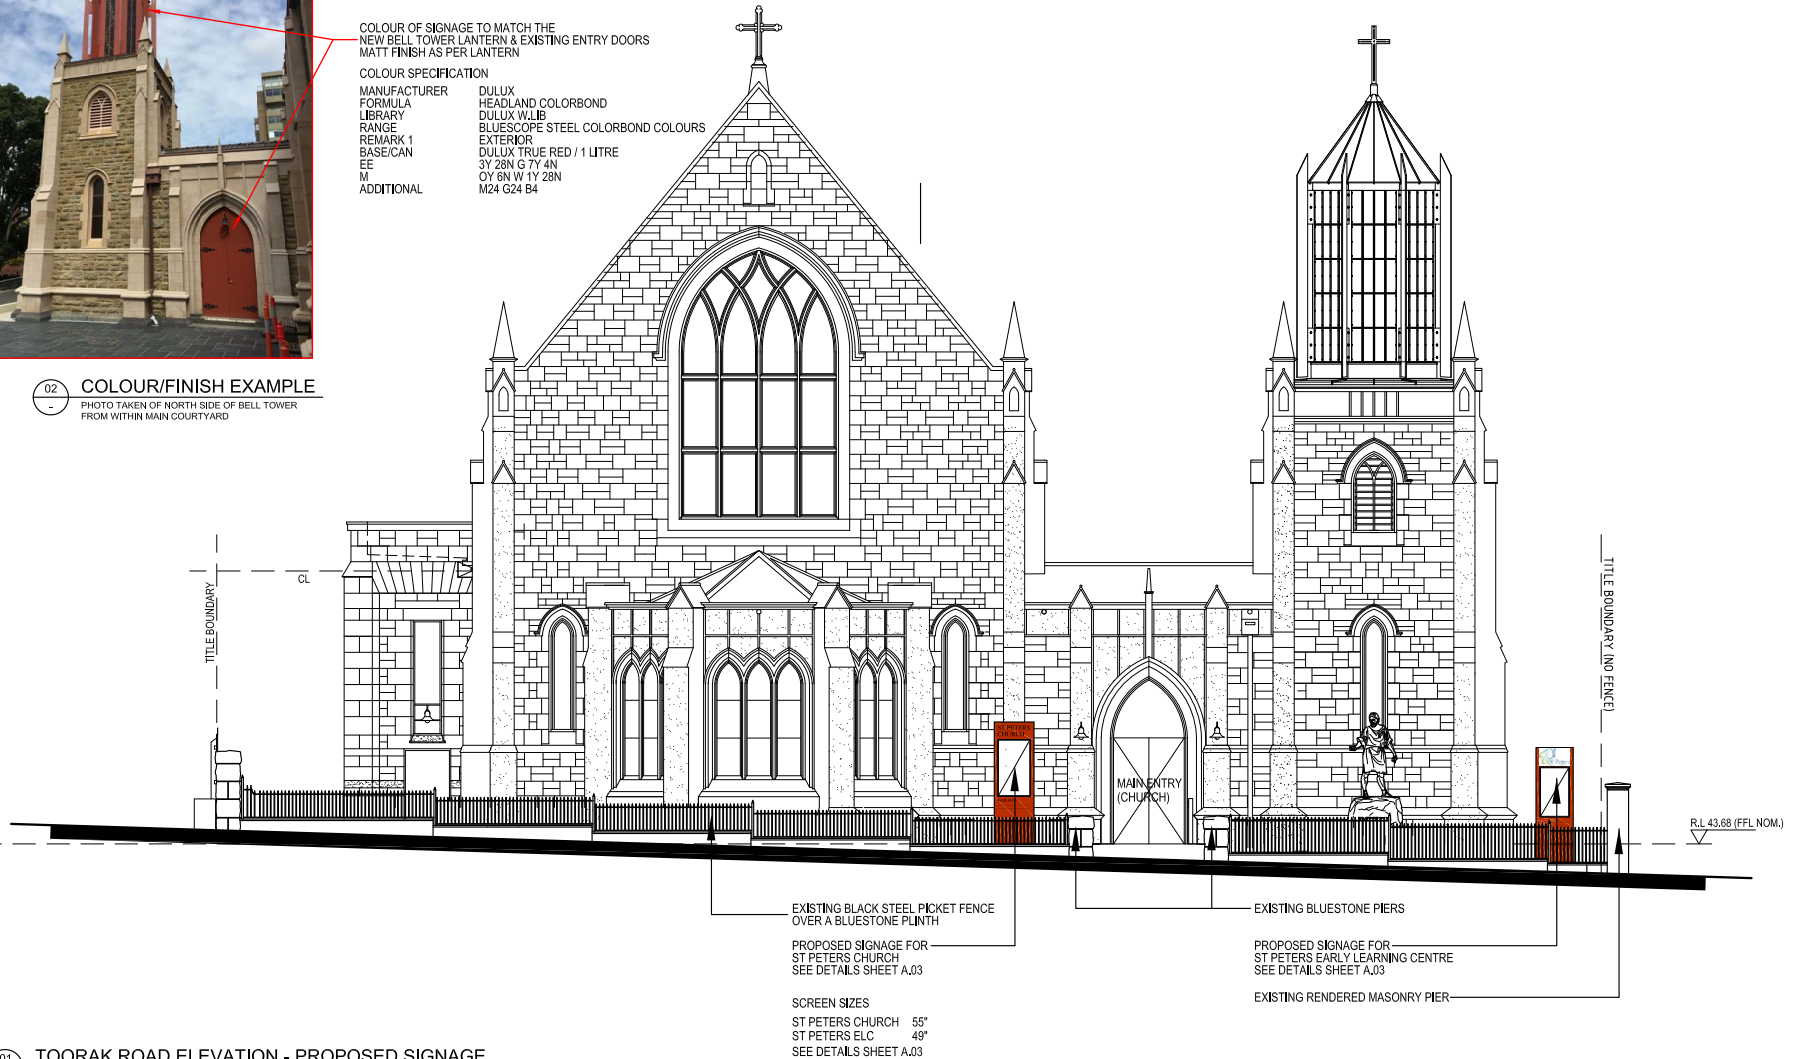 COLOUR OF SIGNAGE TO MATCH THE
NEW BELL TOWER LANTERN & EXISTING ENTRY DOORS
MATT FINISH AS PER LANTERN
COLOUR SPECIFICATION
MANUFACTURER DULUX
FORMULA HEADLAND COLORBOND
LIBRARY DULUX W.LIB
RANGE BLUESCOPE STEEL COLORBOND COLOURS
REMARK 1 EXTERIOR
BASE/CAN DULUX TRUE RED / 1 LITRE
EE 3Y 28N G 7Y 4N
M OY 6N W 1Y 28N
ADDITIONAL M24 G24 B4
02 COLOUR/FINISH EXAMPLE
-
PHOTO TAKEN OF NORTH SIDE OF BELL TOWER
FROM WITHIN MAIN COURTYARD
CL
TITLE BOUNDARY
TITLE BOUNDARY (NO FENCE)
ST PETERS
CHURCH
MAIN ENTRY
(CHURCH)
R.L 43.68 (FFL NOM.)
EXISTING BLACK STEEL PICKET FENCE
OVER A BLUESTONE PLINTH
PROPOSED SIGNAGE FOR
ST PETERS CHURCH
SEE DETAILS SHEET A.03
SCREEN SIZES
ST PETERS CHURCH 55"
ST PETERS ELC 49"
SEE DETAILS SHEET A.03
EXISTING BLUESTONE PIERS
PROPOSED SIGNAGE FOR
ST PETERS EARLY LEARNING CENTRE
SEE DETAILS SHEET A.03
EXISTING RENDERED MASONRY PIER
01 TOORAK ROAD ELEVATION - PROPOSED SIGNAGE